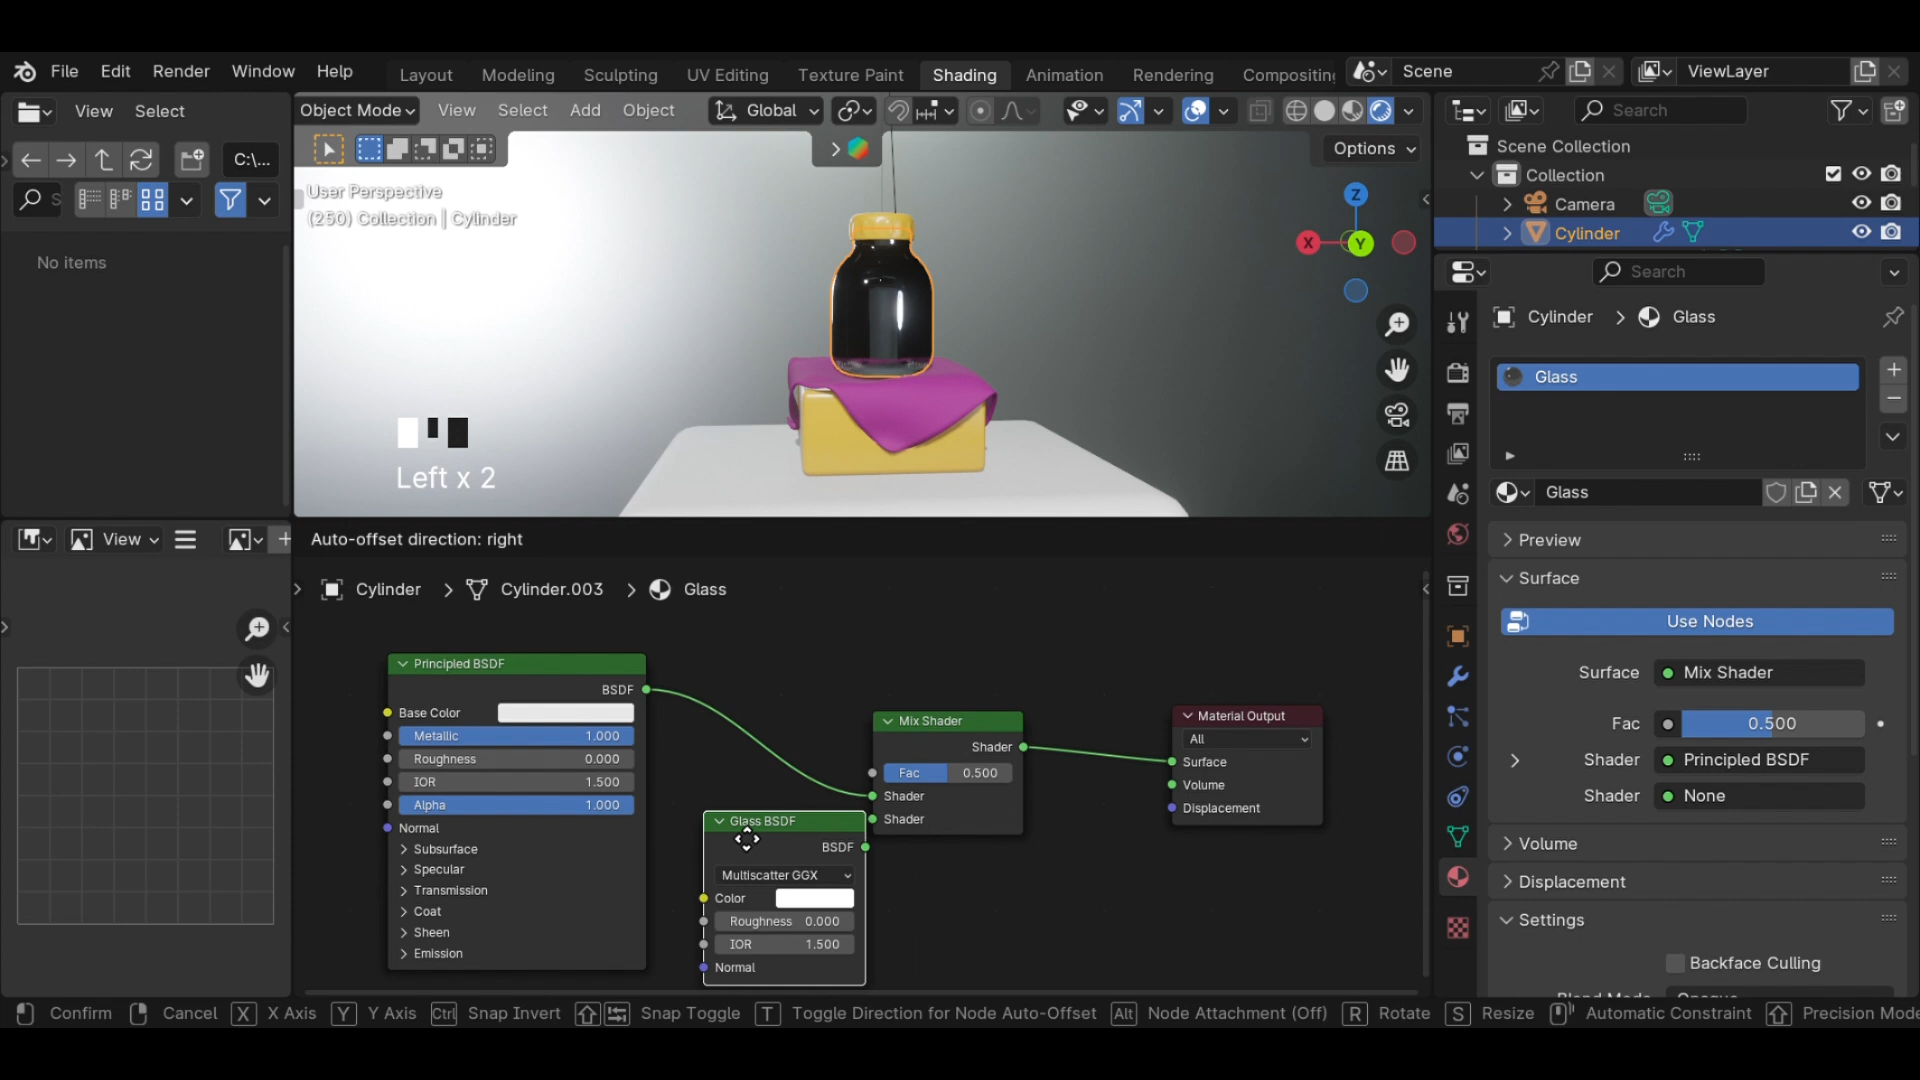 File Edit Render Window Help Layout Modeling Sculpting UV Editing Texture Paint Shading Animation Rendering Compositing Scene ViewLayer
View Select Object Mode View Select Add Object Global Search
C:\... Options Scene Collection
User Perspective Collection
(250) Collection | Cylinder Camera
Cylinder
No items Search
Z
X Y
Cylinder > Glass
Glass
Left x 2
Glass
View Auto-offset direction: right Preview
Surface
Cylinder > Cylinder.003 > Glass
Use Nodes
Surface Mix Shader
Fac 0.500
Shader Principled BSDF
Shader None
Volume
Displacement
Settings
Backface Culling
Principled BSDF
BSDF
Base Color
Metallic 1.000
Roughness 0.000
IOR 1.500
Alpha 1.000
Normal
Subsurface
Specular
Transmission
Coat
Sheen
Emission
Glass BSDF
BSDF
Multiscatter GGX
Color
Roughness 0.000
IOR 1.500
Normal
Mix Shader
Shader
Fac 0.500
Shader
Shader
Material Output
All
Surface
Volume
Displacement
Confirm Cancel X X Axis Y Y Axis Ctrl Snap Invert Snap Toggle T Toggle Direction for Node Auto-Offset Alt Node Attachment (Off) R Rotate S Resize Automatic Constraint Precision Mode